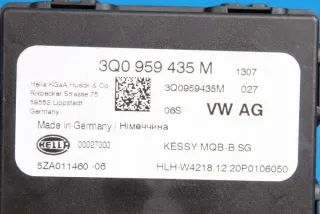 3Q0 959 435 M 1307
Hella KGaA Hueck & Co.
Rixbecker Strasse 75
59552 Lippstadt
Germany
3Q0959435M 027
06S VW AG
Made in Germany / Німеччина
HELLA 00027000 KESSY MQB-B SG
5ZA011460 -06 HLH-W4218.12.20P0106050